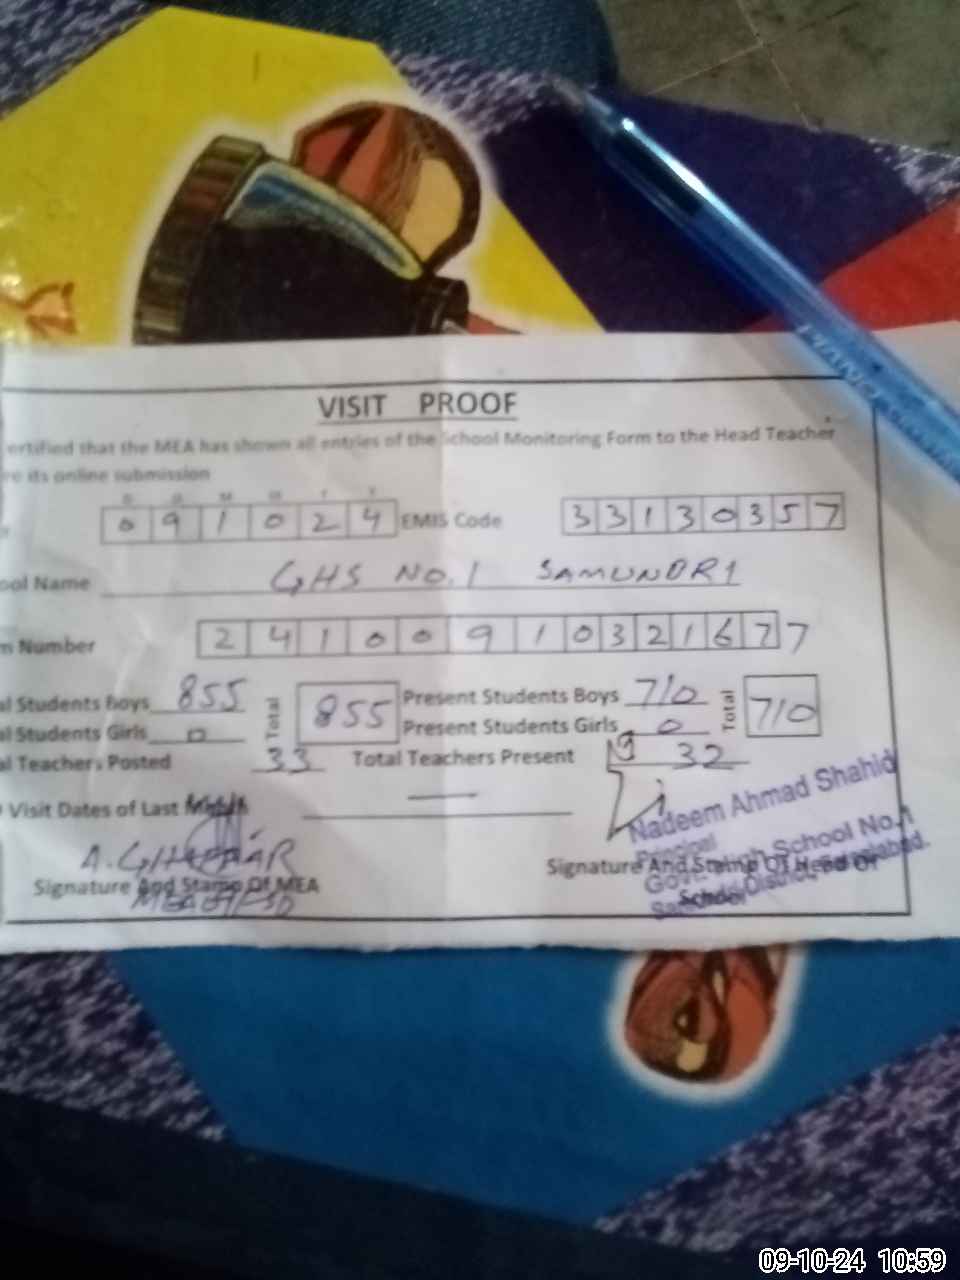 VISIT PROOF
ertified that the MEA has shown all entries of the School Monitoring Form to the Head Teacher
re its online submission
D D M M Y Y
0 9 1 0 2 4 EMIS Code 3 3 1 3 0 3 5 7
ool Name GHS NO.1 SAMUNDRI
m Number 2 4 1 0 0 9 1 0 3 2 1 6 7 7
al Students Boys 855 Total 855 Present Students Boys 710 Total 710
al Students Girls 0 Present Students Girls 0
al Teachers Posted 33 Total Teachers Present 32
Visit Dates of Last Month —
Nadeem Ahmad Shahid
Principal
A. GHAFFAR
Signature And Stamp Of MEA
Signature And Stamp Of Head Of
School
School No.1
09-10-24 10:59